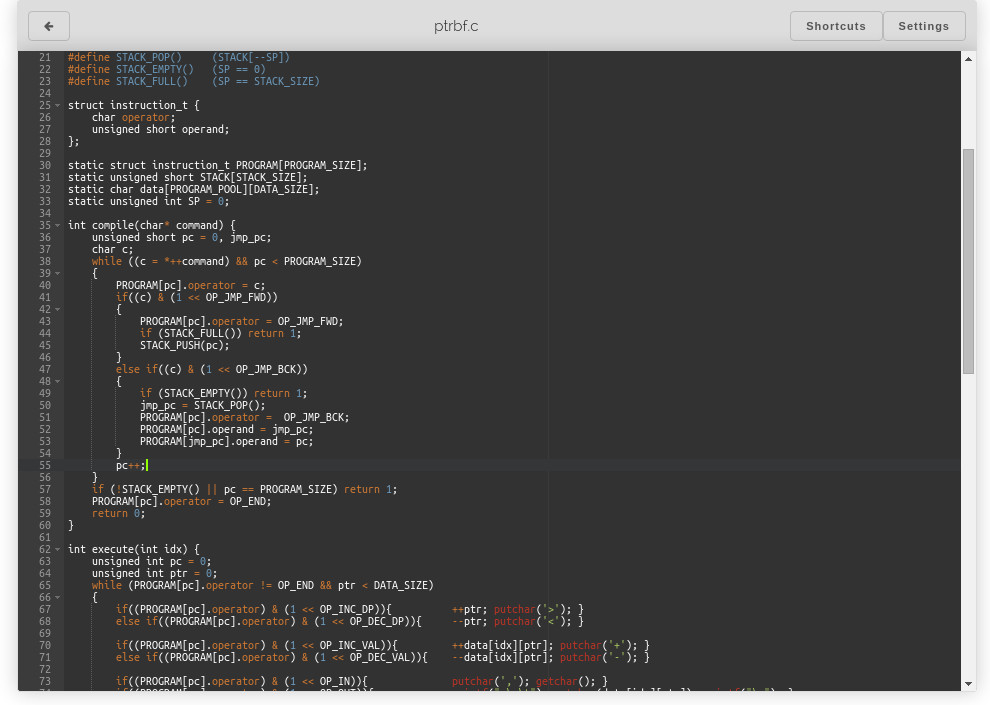 ptrbf.c
Shortcuts
Settings
21 #define STACK_POP()     (STACK[--SP])
22 #define STACK_EMPTY()   (SP == 0)
23 #define STACK_FULL()    (SP == STACK_SIZE)
24
25 struct instruction_t {
26     char operator;
27     unsigned short operand;
28 };
29
30 static struct instruction_t PROGRAM[PROGRAM_SIZE];
31 static unsigned short STACK[STACK_SIZE];
32 static char data[PROGRAM_POOL][DATA_SIZE];
33 static unsigned int SP = 0;
34
35 int compile(char* command) {
36     unsigned short pc = 0, jmp_pc;
37     char c;
38     while ((c = *++command) && pc < PROGRAM_SIZE)
39     {
40         PROGRAM[pc].operator = c;
41         if((c) & (1 << OP_JMP_FWD))
42         {
43             PROGRAM[pc].operator = OP_JMP_FWD;
44             if (STACK_FULL()) return 1;
45             STACK_PUSH(pc);
46         }
47         else if((c) & (1 << OP_JMP_BCK))
48         {
49             if (STACK_EMPTY()) return 1;
50             jmp_pc = STACK_POP();
51             PROGRAM[pc].operator =  OP_JMP_BCK;
52             PROGRAM[pc].operand = jmp_pc;
53             PROGRAM[jmp_pc].operand = pc;
54         }
55         pc++;
56     }
57     if (!STACK_EMPTY() || pc == PROGRAM_SIZE) return 1;
58     PROGRAM[pc].operator = OP_END;
59     return 0;
60 }
61
62 int execute(int idx) {
63     unsigned int pc = 0;
64     unsigned int ptr = 0;
65     while (PROGRAM[pc].operator != OP_END && ptr < DATA_SIZE)
66     {
67         if((PROGRAM[pc].operator) & (1 << OP_INC_DP)){          ++ptr; putchar('>'); }
68         else if((PROGRAM[pc].operator) & (1 << OP_DEC_DP)){     --ptr; putchar('<'); }
69
70         if((PROGRAM[pc].operator) & (1 << OP_INC_VAL)){         ++data[idx][ptr]; putchar('+'); }
71         else if((PROGRAM[pc].operator) & (1 << OP_DEC_VAL)){    --data[idx][ptr]; putchar('-'); }
72
73         if((PROGRAM[pc].operator) & (1 << OP_IN)){              putchar(','); getchar(); }